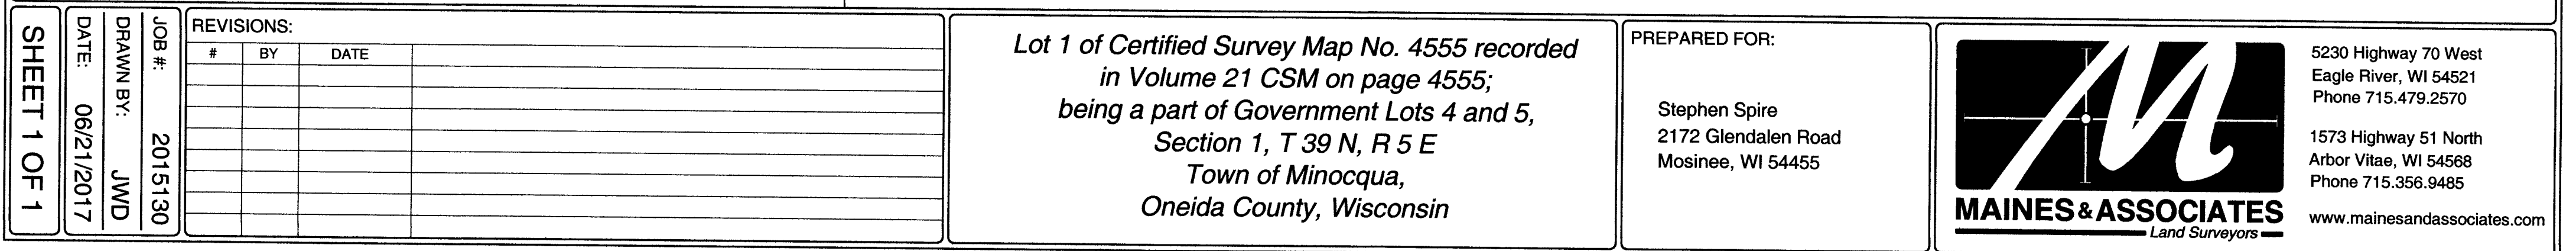 SHEET 1 OF 1
DATE: 06/21/2017
DRAWN BY: JWD
JOB #: 2015130
REVISIONS:
# BY DATE
Lot 1 of Certified Survey Map No. 4555 recorded
in Volume 21 CSM on page 4555;
being a part of Government Lots 4 and 5,
Section 1, T 39 N, R 5 E
Town of Minocqua,
Oneida County, Wisconsin
PREPARED FOR:
Stephen Spire
2172 Glendalen Road
Mosinee, WI 54455
M
MAINES & ASSOCIATES
Land Surveyors
5230 Highway 70 West
Eagle River, WI 54521
Phone 715.479.2570
1573 Highway 51 North
Arbor Vitae, WI 54568
Phone 715.356.9485
www.mainesandassociates.com